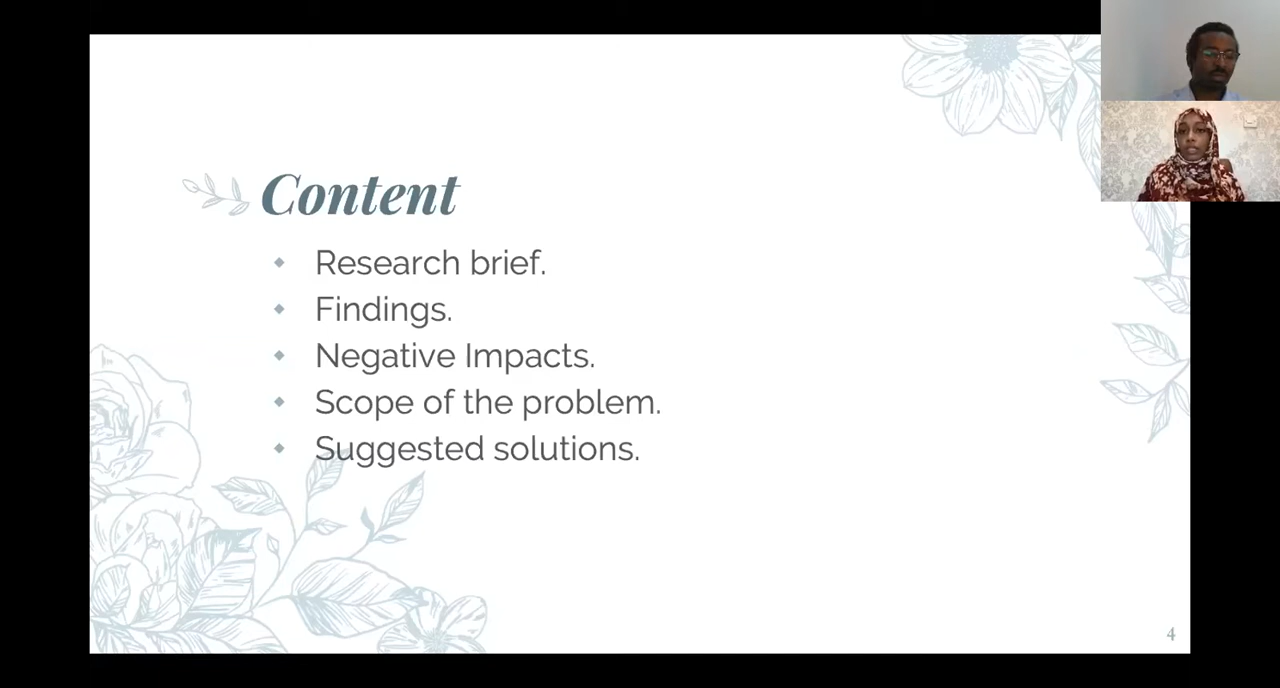 Content
Research brief.
Findings.
Negative Impacts.
Scope of the problem.
Suggested solutions.
4